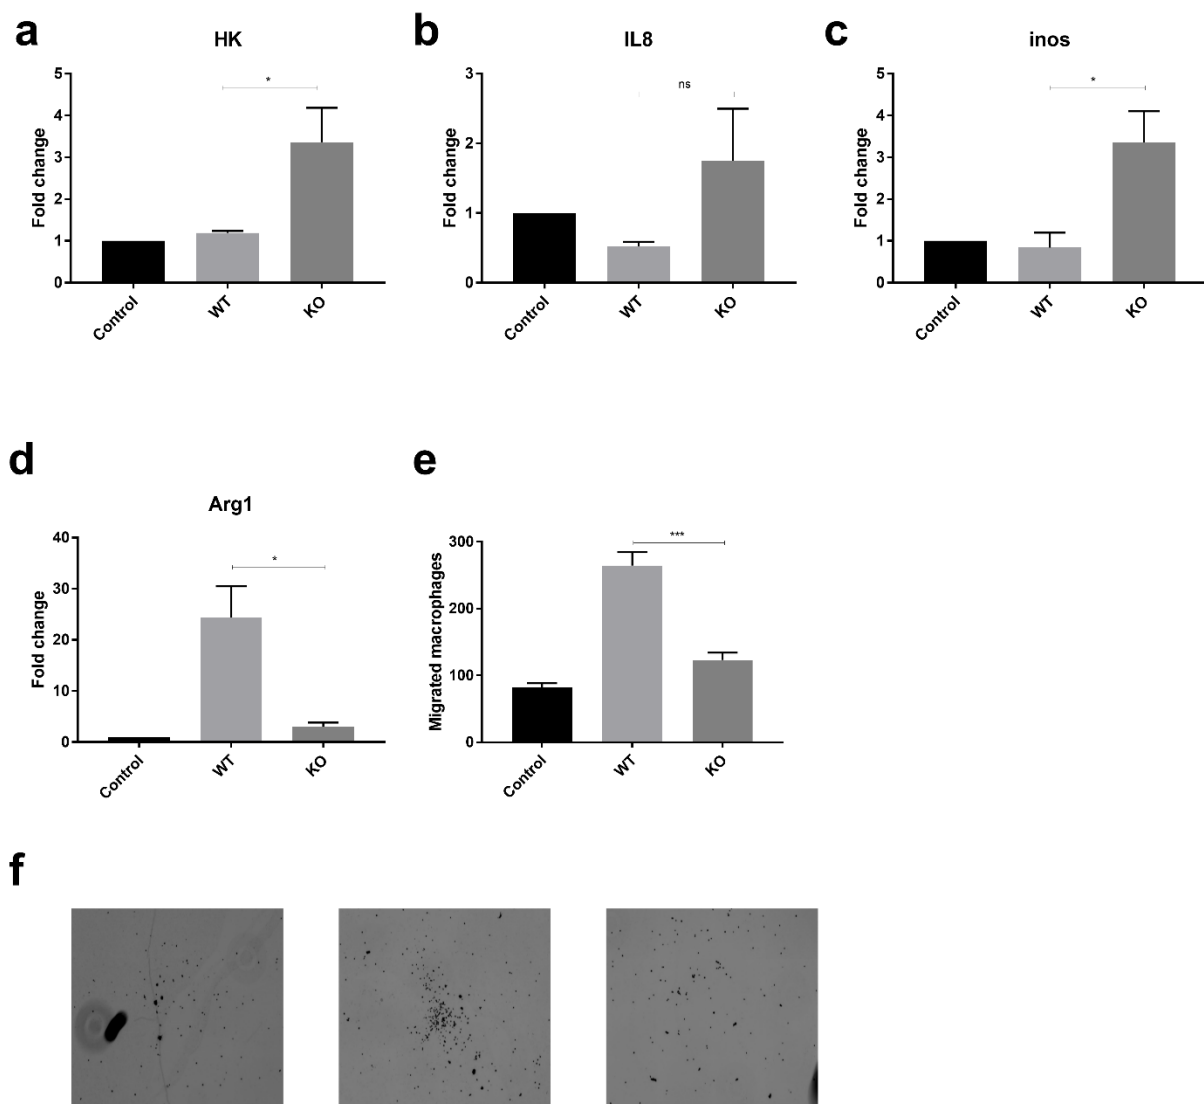 a
HK
5
4
3
2
1
0
Fold change
*
Control
WT
KO
b
IL8
3
2
1
0
Fold change
ns
Control
WT
KO
c
inos
5
4
3
2
1
0
Fold change
*
Control
WT
KO
d
Arg1
40
30
20
10
0
Fold change
*
Control
WT
KO
e
300
200
100
0
Migrated macrophages
***
Control
WT
KO
f